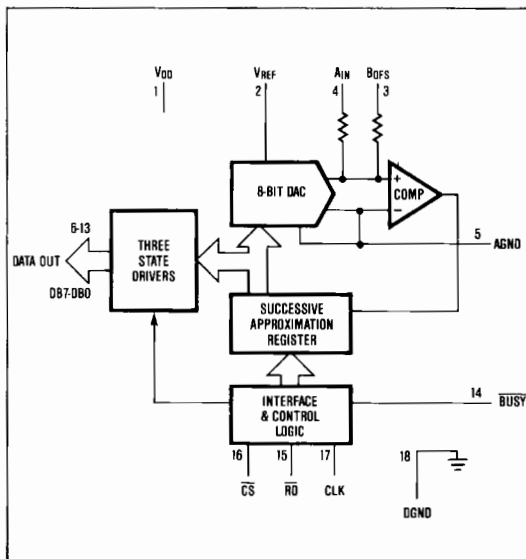 VDD
1
VREF
2
AIN
4
BOFS
3
8-BIT DAC
+
COMP
−
5
AGND
6-13
DATA OUT
DB7-DB0
THREE
STATE
DRIVERS
SUCCESSIVE
APPROXIMATION
REGISTER
INTERFACE
& CONTROL
LOGIC
14
BUSY
16
15
17
CS
RD
CLK
18
DGND